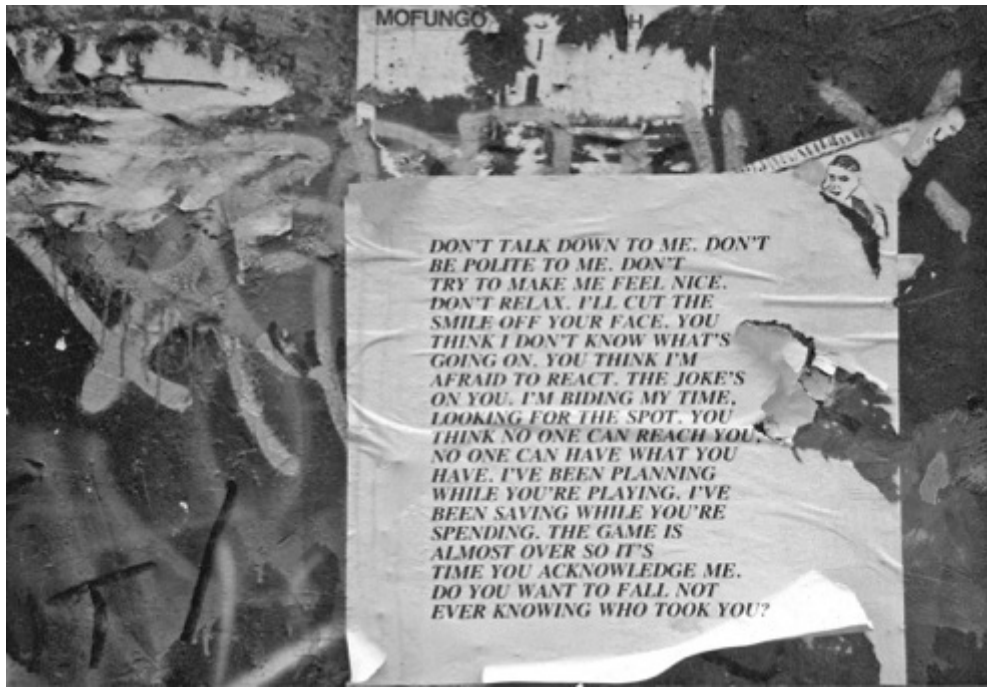 MOFUNGO
H
DON'T TALK DOWN TO ME. DON'T
BE POLITE TO ME. DON'T
TRY TO MAKE ME FEEL NICE.
DON'T RELAX. I'LL CUT THE
SMILE OFF YOUR FACE. YOU
THINK I DON'T KNOW WHAT'S
GOING ON. YOU THINK I'M
AFRAID TO REACT. THE JOKE'S
ON YOU. I'M BIDING MY TIME,
LOOKING FOR THE SPOT. YOU
THINK NO ONE CAN REACH YOU,
NO ONE CAN HAVE WHAT YOU
HAVE. I'VE BEEN PLANNING
WHILE YOU'RE PLAYING. I'VE
BEEN SAVING WHILE YOU'RE
SPENDING. THE GAME IS
ALMOST OVER SO IT'S
TIME YOU ACKNOWLEDGE ME.
DO YOU WANT TO FALL NOT
EVER KNOWING WHO TOOK YOU?